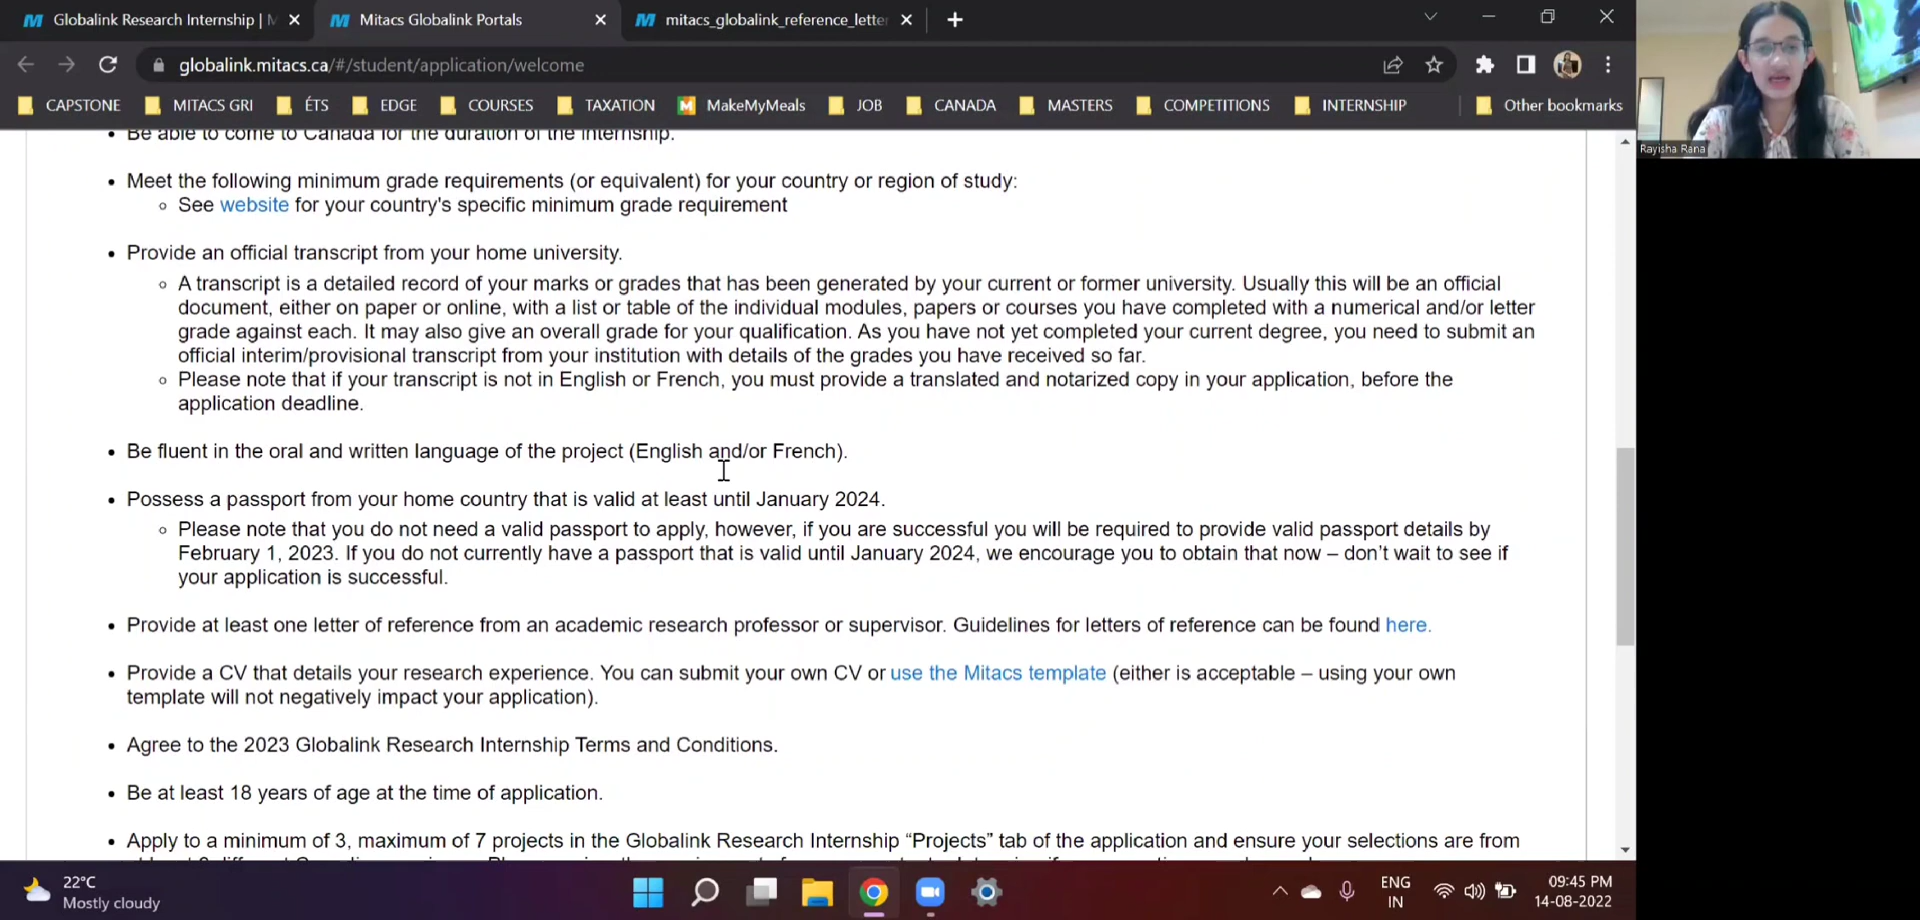 Globalink Research Internship | M
Mitacs Globalink Portals
mitacs_globalink_reference_letter
globalink.mitacs.ca/#/student/application/welcome
CAPSTONE
MITACS GRI
ÉTS
EDGE
COURSES
TAXATION
MakeMyMeals
JOB
CANADA
MASTERS
COMPETITIONS
INTERNSHIP
Other bookmarks
Rayisha Rana
• Be able to come to Canada for the duration of the internship.
• Meet the following minimum grade requirements (or equivalent) for your country or region of study:
◦ See website for your country's specific minimum grade requirement
• Provide an official transcript from your home university.
◦ A transcript is a detailed record of your marks or grades that has been generated by your current or former university. Usually this will be an official
document, either on paper or online, with a list or table of the individual modules, papers or courses you have completed with a numerical and/or letter
grade against each. It may also give an overall grade for your qualification. As you have not yet completed your current degree, you need to submit an
official interim/provisional transcript from your institution with details of the grades you have received so far.
◦ Please note that if your transcript is not in English or French, you must provide a translated and notarized copy in your application, before the
application deadline.
• Be fluent in the oral and written language of the project (English and/or French).
• Possess a passport from your home country that is valid at least until January 2024.
◦ Please note that you do not need a valid passport to apply, however, if you are successful you will be required to provide valid passport details by
February 1, 2023. If you do not currently have a passport that is valid until January 2024, we encourage you to obtain that now – don't wait to see if
your application is successful.
• Provide at least one letter of reference from an academic research professor or supervisor. Guidelines for letters of reference can be found here.
• Provide a CV that details your research experience. You can submit your own CV or use the Mitacs template (either is acceptable – using your own
template will not negatively impact your application).
• Agree to the 2023 Globalink Research Internship Terms and Conditions.
• Be at least 18 years of age at the time of application.
• Apply to a minimum of 3, maximum of 7 projects in the Globalink Research Internship “Projects” tab of the application and ensure your selections are from
22°C
Mostly cloudy
ENG
IN
09:45 PM
14-08-2022